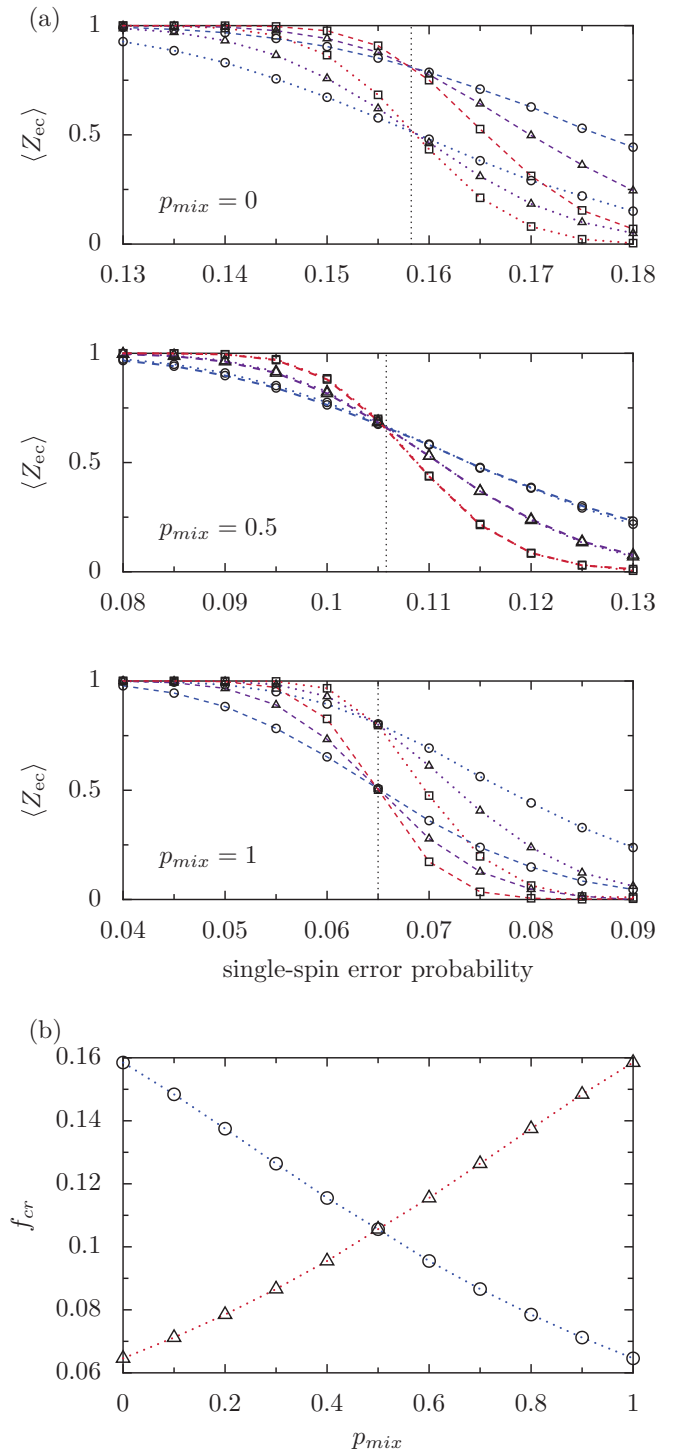 (a)
1
0.5
0
⟨Z_ec⟩
p_mix = 0
0.13 0.14 0.15 0.16 0.17 0.18
1
0.5
0
⟨Z_ec⟩
p_mix = 0.5
0.08 0.09 0.1 0.11 0.12 0.13
1
0.5
0
⟨Z_ec⟩
p_mix = 1
0.04 0.05 0.06 0.07 0.08 0.09
single-spin error probability
(b)
0.16
0.14
0.12
0.1
0.08
0.06
f_cr
0 0.2 0.4 0.6 0.8 1
p_mix